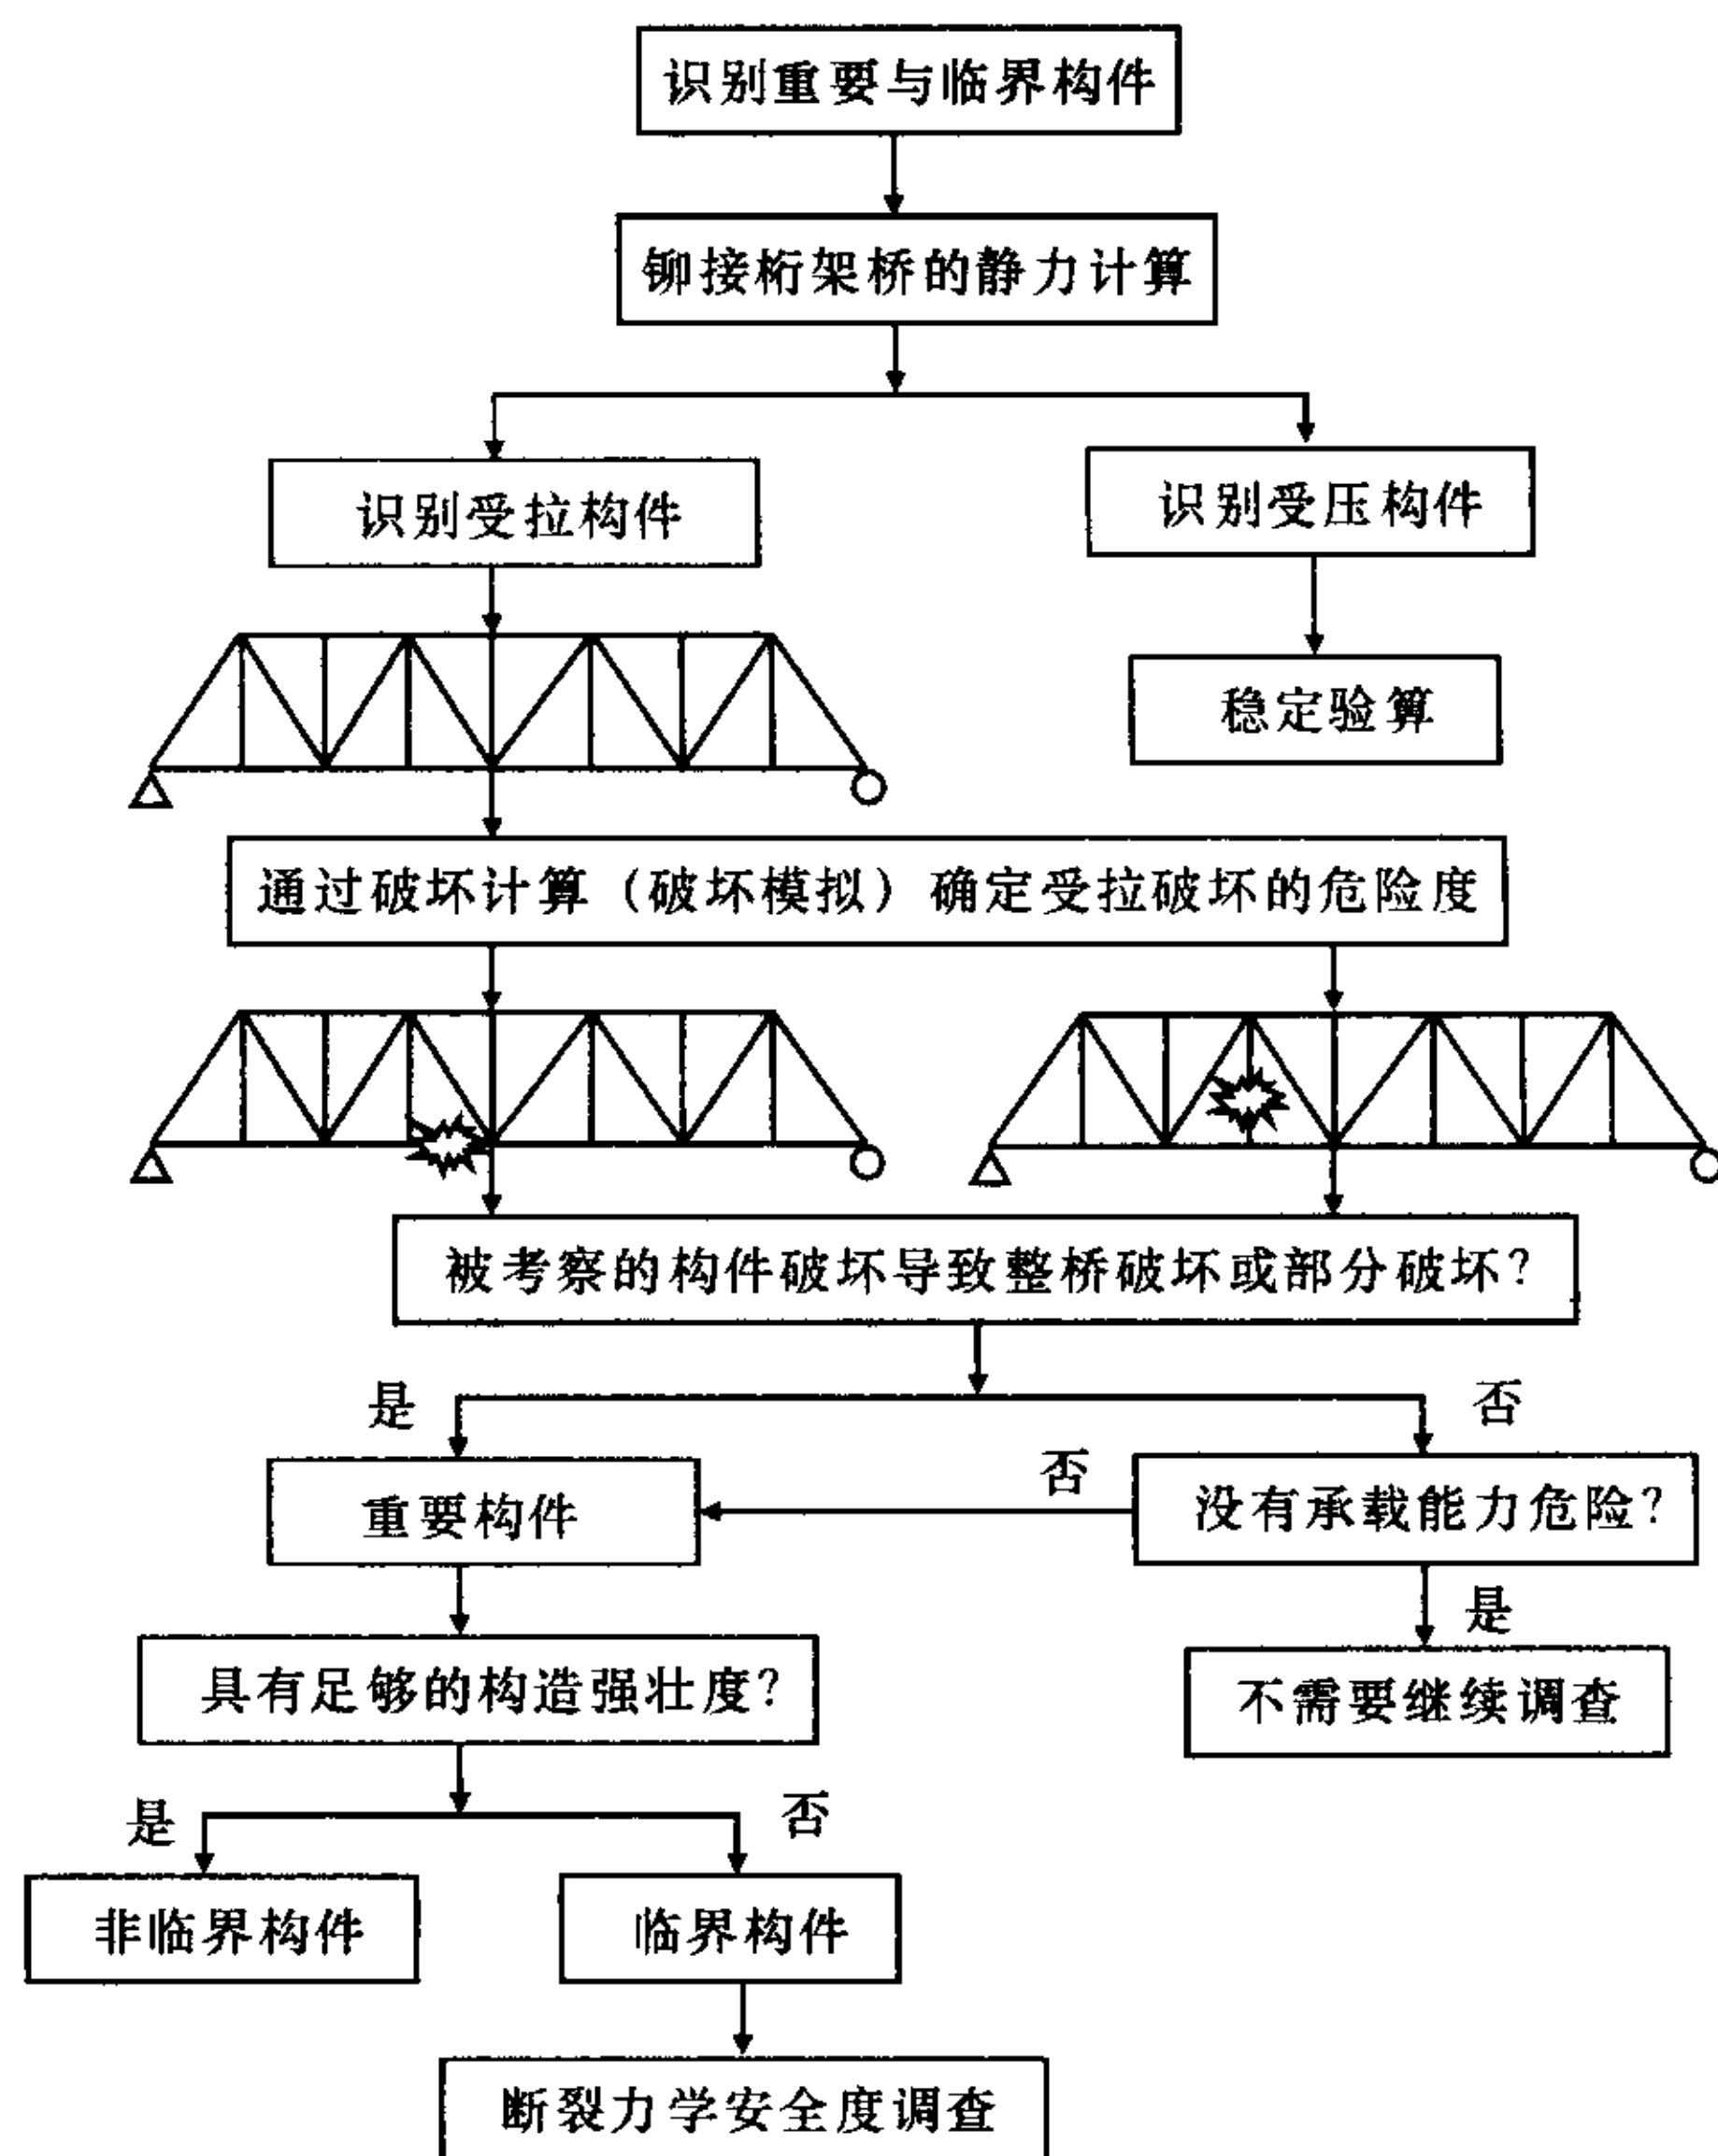 识别重要与临界构件
铆接桁架桥的静力计算
识别受拉构件
识别受压构件
稳定验算
通过破坏计算（破坏模拟）确定受拉破坏的危险度
被考察的构件破坏导致整桥破坏或部分破坏?
是
否
重要构件
否
没有承载能力危险?
是
具有足够的构造强壮度?
不需要继续调查
是
否
非临界构件
临界构件
断裂力学安全度调查